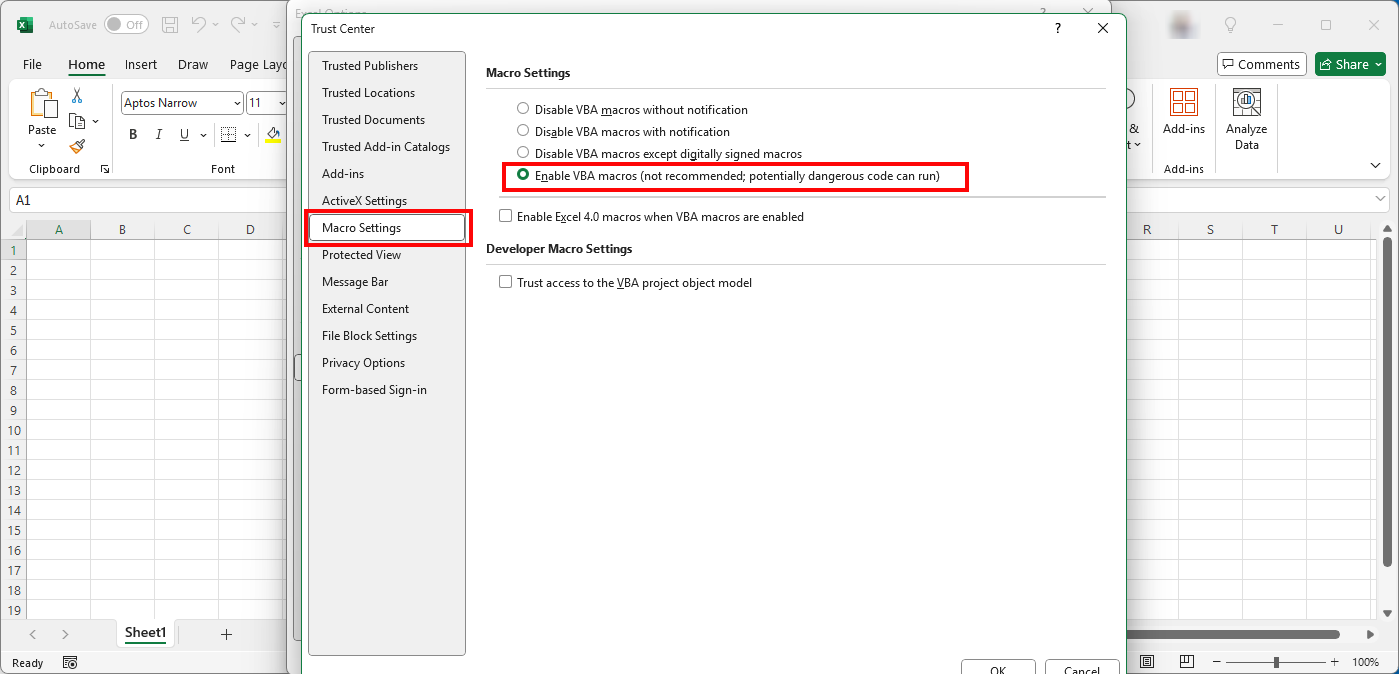 Excel Options
?
AutoSave Off
Trust Center
?
File Home Insert Draw Page Layo
Comments Share
Paste
Clipboard
Aptos Narrow 11
B I U
Font
&
t
Add-ins
Add-ins
Analyze
Data
A1
Trusted Publishers
Trusted Locations
Trusted Documents
Trusted Add-in Catalogs
Add-ins
ActiveX Settings
Macro Settings
Protected View
Message Bar
External Content
File Block Settings
Privacy Options
Form-based Sign-in
Macro Settings
Disable VBA macros without notification
Disable VBA macros with notification
Disable VBA macros except digitally signed macros
Enable VBA macros (not recommended; potentially dangerous code can run)
Enable Excel 4.0 macros when VBA macros are enabled
Developer Macro Settings
Trust access to the VBA project object model
OK Cancel
A B C D R S T U
1
2
3
4
5
6
7
8
9
10
11
12
13
14
15
16
17
18
19
Sheet1
Ready
100%